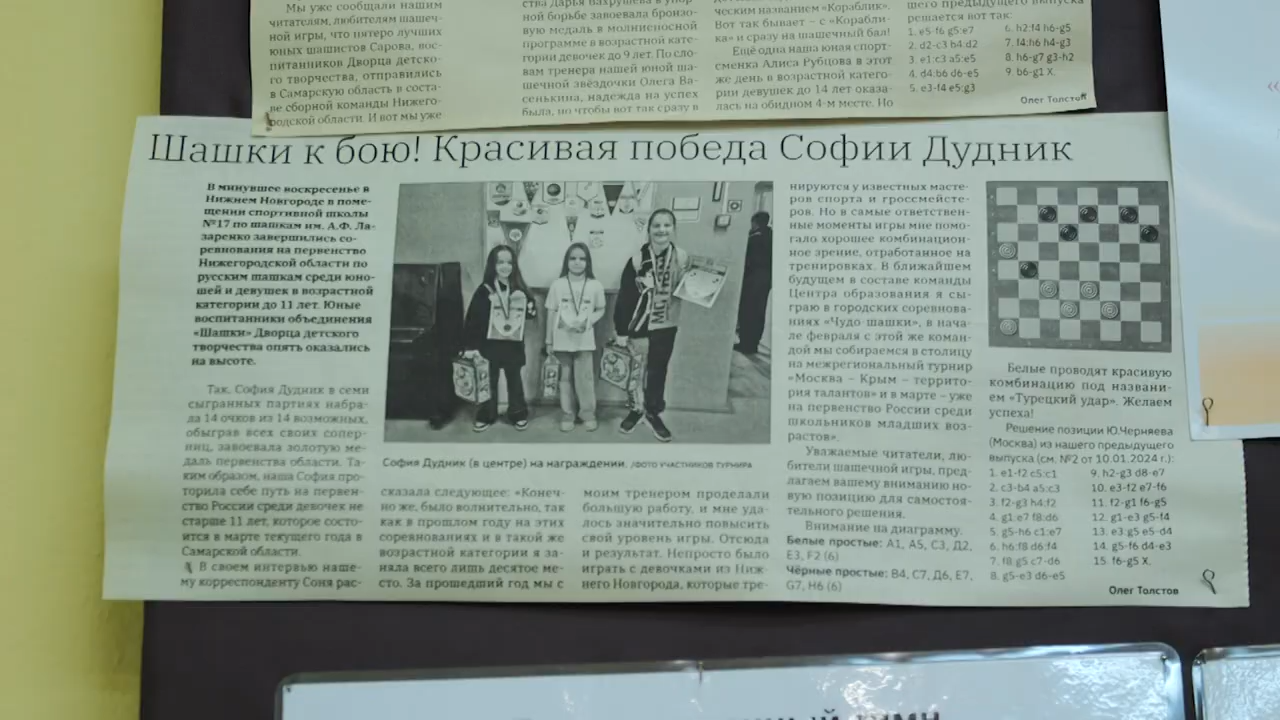 Мы уже сообщали нашим
читателям, любителям шашеч-
ной игры, что пятеро лучших
юных шашистов Сарова, вос-
питанников Дворца детско-
го творчества, отправились
в Самарскую область в соста-
ве сборной команды Нижего-
родской области. И вот мы уже
ства Дарья Вахрушева в упор-
ной борьбе завоевала бронзо-
вую медаль в молниеносной
программе в возрастной кате-
гории девочек до 9 лет. По сло-
вам тренера нашей юной ша-
шечной звёздочки Олега Ва-
сенькина, надежда на успех
была, но чтобы вот так сразу в
ческим названием «Кораблик».
Вот так бывает – с «Корабли-
ка» и сразу на шашечный бал!
Ещё одна наша юная спорт-
сменка Алиса Рубцова в этот
же день в возрастной катего-
рии девушек до 14 лет оказа-
лась на обидном 4-м месте. Но
шего предыдущего выпуска
решается вот так:
1. e5-f6 g5:e7
2. d2-c3 b4:d2
3. e1:c3 a5:e5
4. d4:b6 d6-e5
5. e3-f4 e5:g3
6. h2:f4 h6-g5
7. f4:h6 h4-g3
8. h6-g7 g3-h2
9. b6-g1 X.
Олег Толстов
Шашки к бою! Красивая победа Софии Дудник
В минувшее воскресенье в
Нижнем Новгороде в поме-
щении спортивной школы
№17 по шашкам им. А.Ф. Ла-
заренко завершились со-
ревнования на первенство
Нижегородской области по
русским шашкам среди юно-
шей и девушек в возрастной
категории до 11 лет. Юные
воспитанники объединения
«Шашки» Дворца детского
творчества опять оказались
на высоте.
Так, София Дудник в семи
сыгранных партиях набра-
ла 14 очков из 14 возможных,
обыграв всех своих сопер-
ниц, завоевала золотую ме-
даль первенства области. Та-
ким образом, наша София про-
торила себе путь на первен-
ство России среди девочек не
старше 11 лет, которое состо-
ится в марте текущего года в
Самарской области.
В своем интервью наше-
му корреспонденту Соня рас-
София Дудник (в центре) на награждении. /ФОТО УЧАСТНИКОВ ТУРНИРА
сказала следующее: «Конеч-
но же, было волнительно, так
как в прошлом году на этих
соревнованиях и в такой же
возрастной категории я за-
няла всего лишь десятое ме-
сто. За прошедший год мы с
моим тренером проделали
большую работу, и мне уда-
лось значительно повысить
свой уровень игры. Отсюда
и результат. Непросто было
играть с девочками из Ниж-
него Новгорода, которые тре-
нируются у известных масте-
ров спорта и гроссмейсте-
ров. Но в самые ответствен-
ные моменты игры мне помо-
гало хорошее комбинацион-
ное зрение, отработанное на
тренировках. В ближайшем
будущем в составе команды
Центра образования я сы-
граю в городских соревнова-
ниях «Чудо-шашки», в нача-
ле февраля с этой же коман-
дой мы собираемся в столицу
на межрегиональный турнир
«Москва – Крым – террито-
рия талантов» и в марте – уже
на первенство России среди
школьников младших воз-
растов».
Уважаемые читатели, лю-
бители шашечной игры, пред-
лагаем вашему вниманию но-
вую позицию для самостоя-
тельного решения.
Внимание на диаграмму.
Белые простые: А1, А5, С3, Д2,
Е3, F2 (6)
Чёрные простые: В4, С7, Д6, Е7,
G7, Н6 (6)
Белые проводят красивую
комбинацию под названи-
ем «Турецкий удар». Желаем
успеха!
Решение позиции Ю.Черняева
(Москва) из нашего предыдущего
выпуска (см. №2 от 10.01.2024 г.):
1. e1-f2 c5:c1
2. c3-b4 a5:c3
3. f2-g3 h4:f2
4. g1:e7 f8:d6
5. g5-h6 c1:e7
6. h6:f8 d6:f4
7. f8:g5 c7-d6
8. g5-e3 d6-e5
9. h2-g3 d8-e7
10. e3-f2 e7-f6
11. f2-g1 f6-g5
12. g1-e3 g5-f4
13. e3:g5 e5-d4
14. g5-f6 d4-e3
15. f6-g5 X.
Олег Толстов